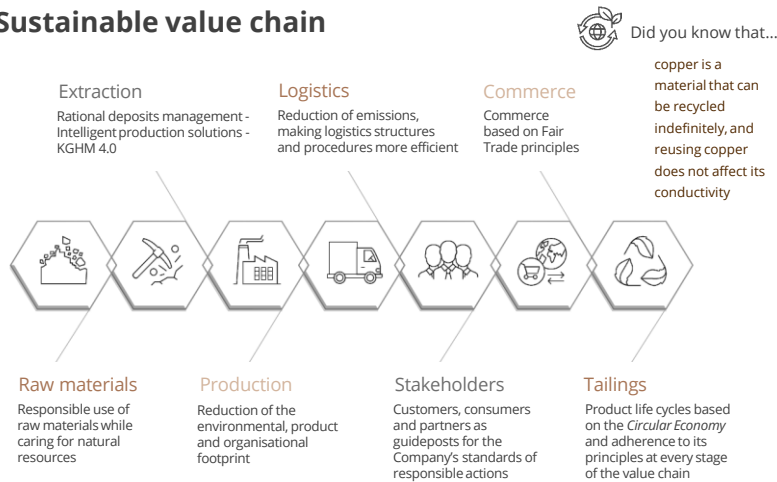 Sustainable value chain
Did you know that...
copper is a
material that can
be recycled
indefinitely, and
reusing copper
does not affect its
conductivity
Extraction
Rational deposits management -
Intelligent production solutions -
KGHM 4.0
Logistics
Reduction of emissions,
making logistics structures
and procedures more efficient
Commerce
Commerce
based on Fair
Trade principles
Raw materials
Responsible use of
raw materials while
caring for natural
resources
Production
Reduction of the
environmental, product
and organisational
footprint
Stakeholders
Customers, consumers
and partners as
guideposts for the
Company's standards of
responsible actions
Tailings
Product life cycles based
on the Circular Economy
and adherence to its
principles at every stage
of the value chain